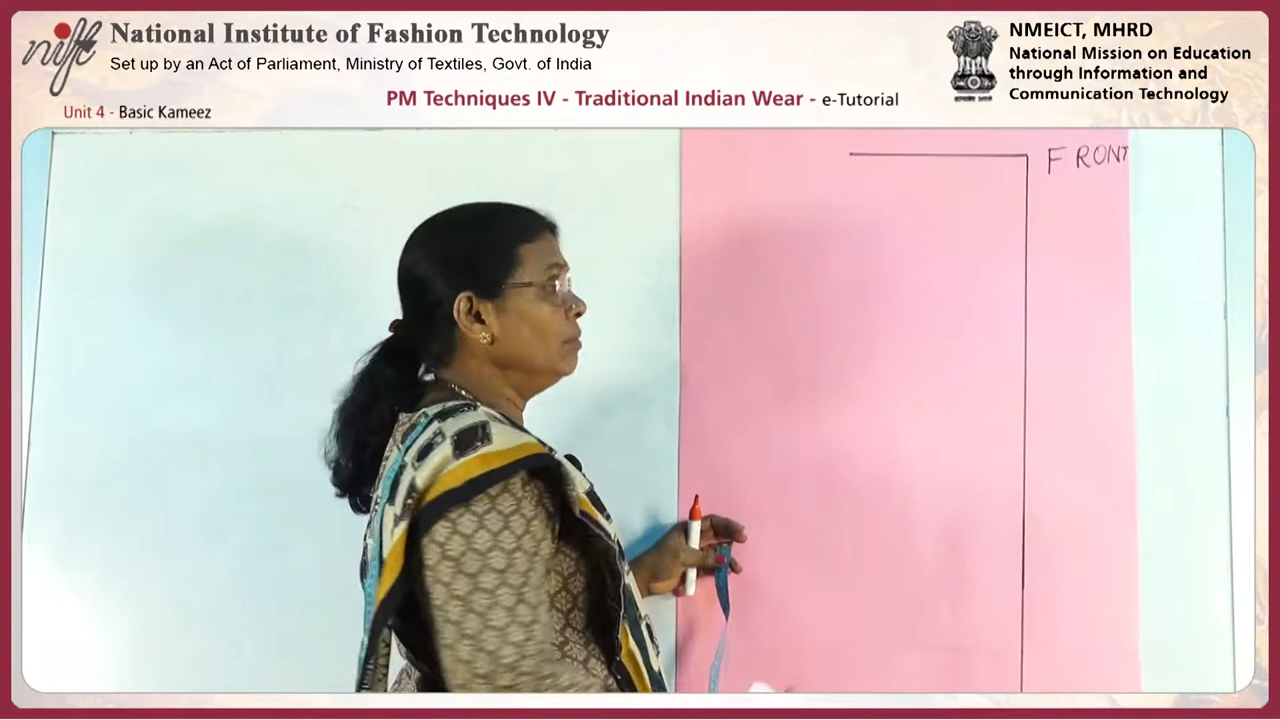 nift
National Institute of Fashion Technology
Set up by an Act of Parliament, Ministry of Textiles, Govt. of India
NMEICT, MHRD
National Mission on Education
through Information and
Communication Technology
PM Techniques IV - Traditional Indian Wear - e-Tutorial
Unit 4 - Basic Kameez
FRONT